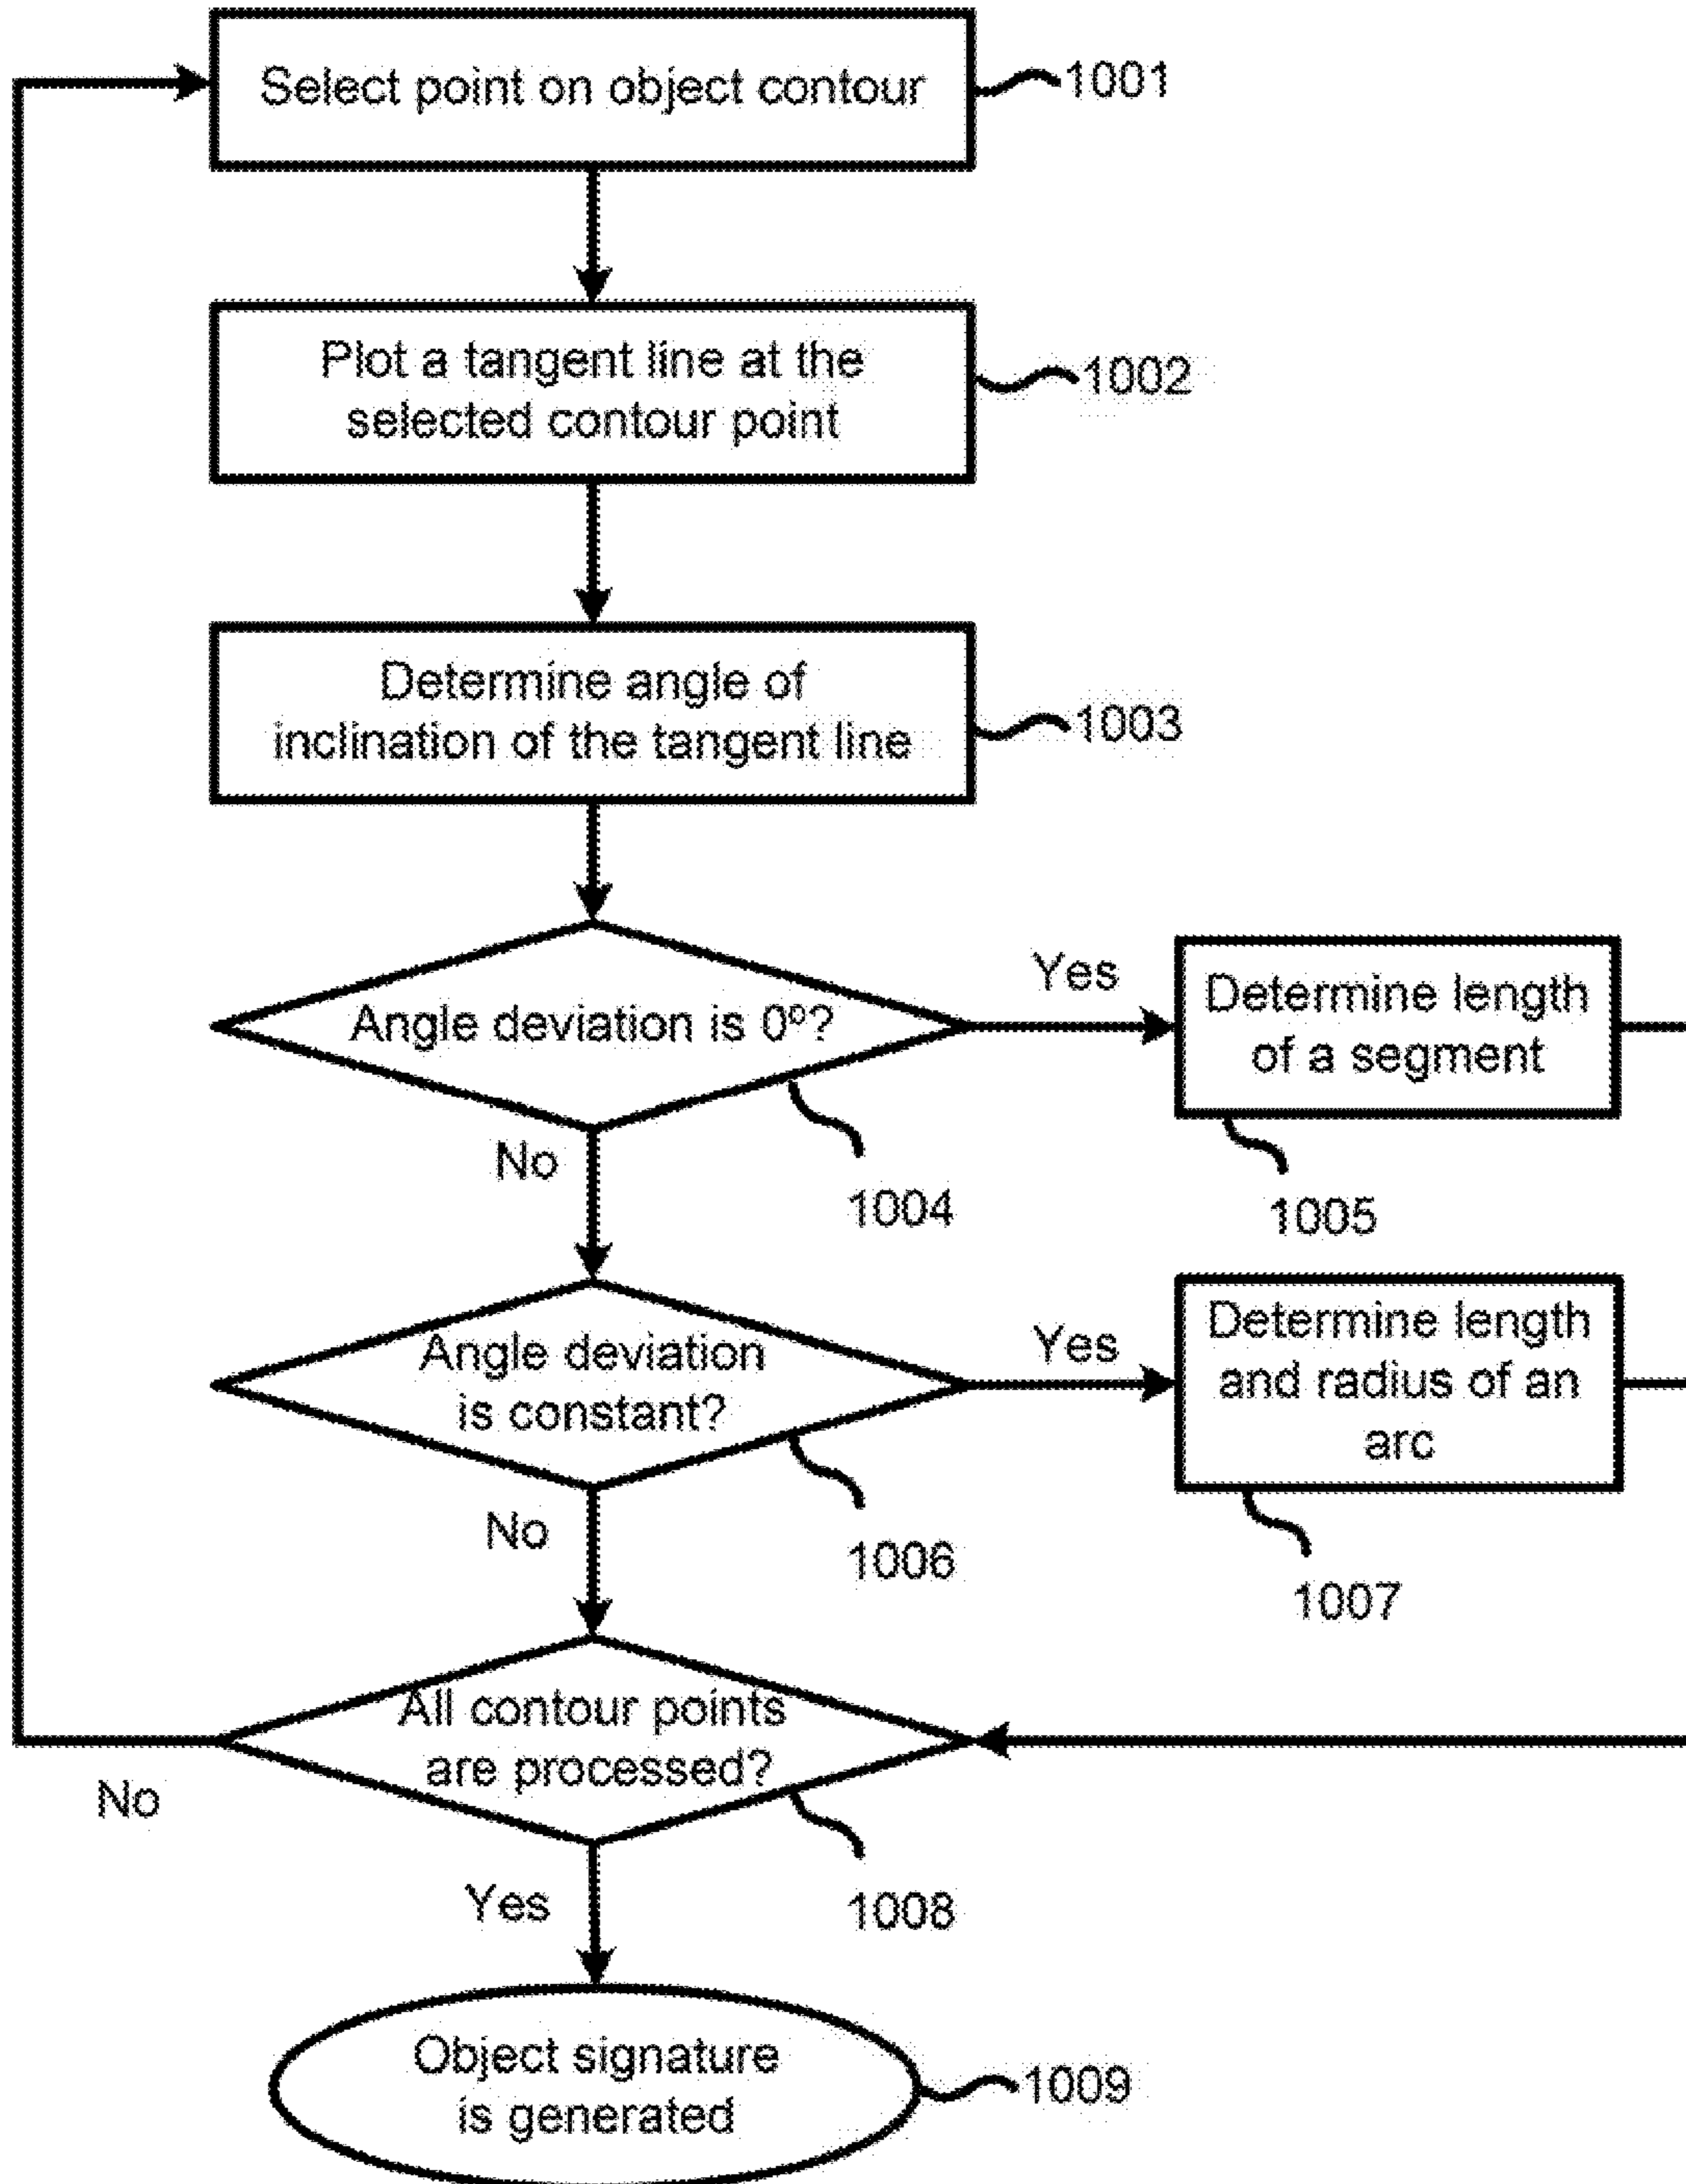 Select point on object contour
1001
Plot a tangent line at the
selected contour point
1002
Determine angle of
inclination of the tangent line
1003
Angle deviation is 0º?
1004
Yes
Determine length
of a segment
1005
No
Angle deviation
is constant?
1006
Yes
Determine length
and radius of an
arc
1007
No
All contour points
are processed?
1008
No
Yes
Object signature
is generated
1009